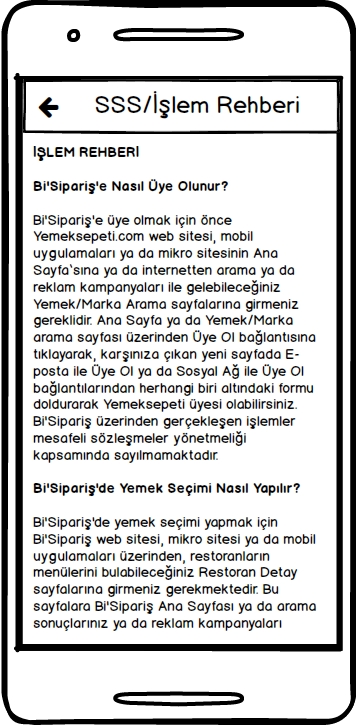 SSS/İşlem Rehberi
İŞLEM REHBERİ
Bi'Sipariş'e Nasıl Üye Olunur?
Bi'Sipariş'e üye olmak için önce
Yemeksepeti.com web sitesi, mobil
uygulamaları ya da mikro sitesinin Ana
Sayfa`sına ya da internetten arama ya da
reklam kampanyaları ile gelebileceğiniz
Yemek/Marka Arama sayfalarına girmeniz
gereklidir. Ana Sayfa ya da Yemek/Marka
arama sayfası üzerinden Üye Ol bağlantısına
tıklayarak, karşınıza çıkan yeni sayfada E-
posta ile Üye Ol ya da Sosyal Ağ ile Üye Ol
bağlantılarından herhangi biri altındaki formu
doldurarak Yemeksepeti üyesi olabilirsiniz.
Bi'Sipariş üzerinden gerçekleşen işlemler
mesafeli sözleşmeler yönetmeliği
kapsamında sayılmamaktadır.
Bi'Sipariş'de Yemek Seçimi Nasıl Yapılır?
Bi'Sipariş'de yemek seçimi yapmak için
Bi'Sipariş web sitesi, mikro sitesi ya da mobil
uygulamaları üzerinden, restoranların
menülerini bulabileceğiniz Restoran Detay
sayfalarına girmeniz gerekmektedir. Bu
sayfalara Bi'Sipariş Ana Sayfası ya da arama
sonuçlarınız ya da reklam kampanyaları